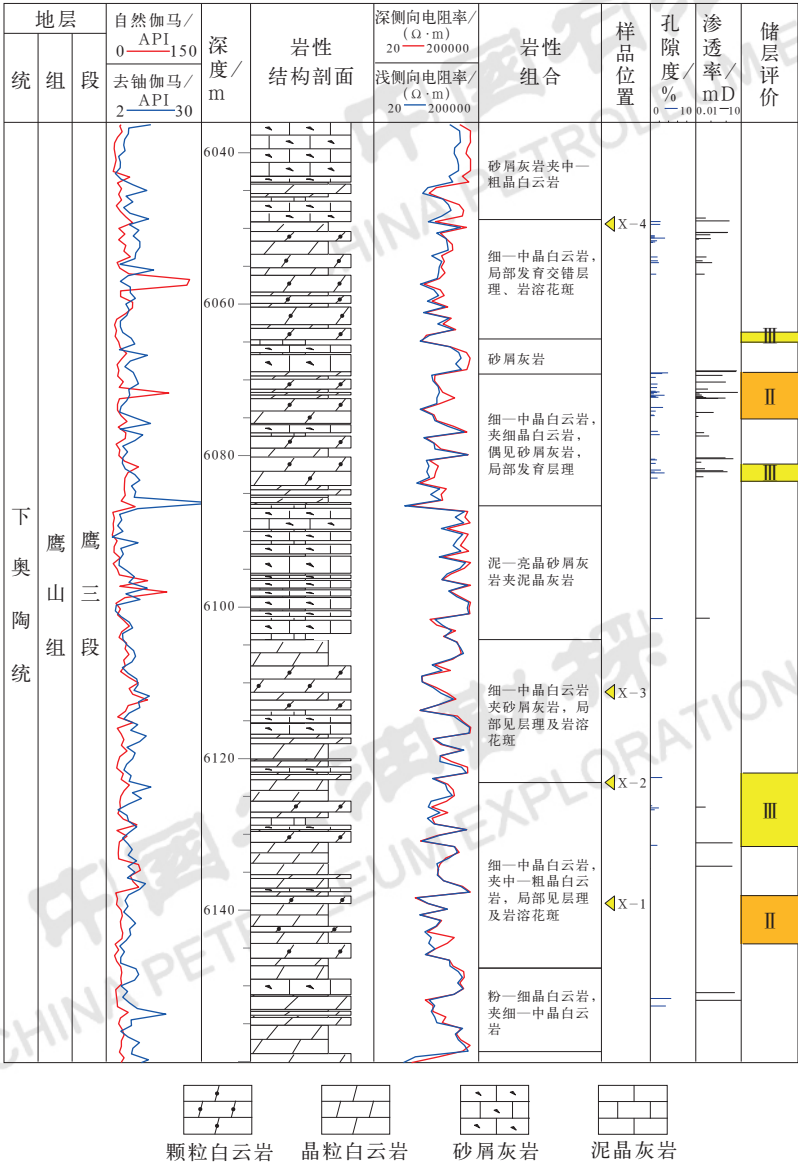 地层
统
组
段
自然伽马/
API
0 150
去铀伽马/
API
2 30
深度/
m
岩性
结构剖面
深侧向电阻率/
(Ω·m)
20 200000
浅侧向电阻率/
(Ω·m)
20 200000
岩性
组合
样品位置
孔隙度/
%
0 10
渗透率/
mD
0.01 10
储层评价
下奥陶统
鹰山组
鹰三段
6040
6060
6080
6100
6120
6140
砂屑灰岩夹中—
粗晶白云岩
细—中晶白云岩，
局部发育交错层
理、岩溶花斑
砂屑灰岩
细—中晶白云岩，
夹细晶白云岩，
偶见砂屑灰岩，
局部发育层理
泥—亮晶砂屑灰
岩夹泥晶灰岩
细—中晶白云岩
夹砂屑灰岩，局
部见层理及岩溶
花斑
细—中晶白云岩，
夹中—粗晶白云
岩，局部见层理
及岩溶花斑
粉—细晶白云岩，
夹细—中晶白云
岩
X-4
X-3
X-2
X-1
Ⅲ
Ⅱ
Ⅲ
Ⅲ
Ⅱ
颗粒白云岩
晶粒白云岩
砂屑灰岩
泥晶灰岩
中国石油勘探
CHINA PETROLEUM EXPLORATION